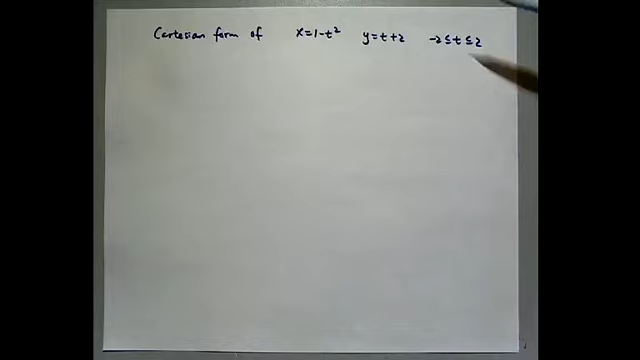 Cartesian form of x=1-t² y=t+2 -2≤t≤2